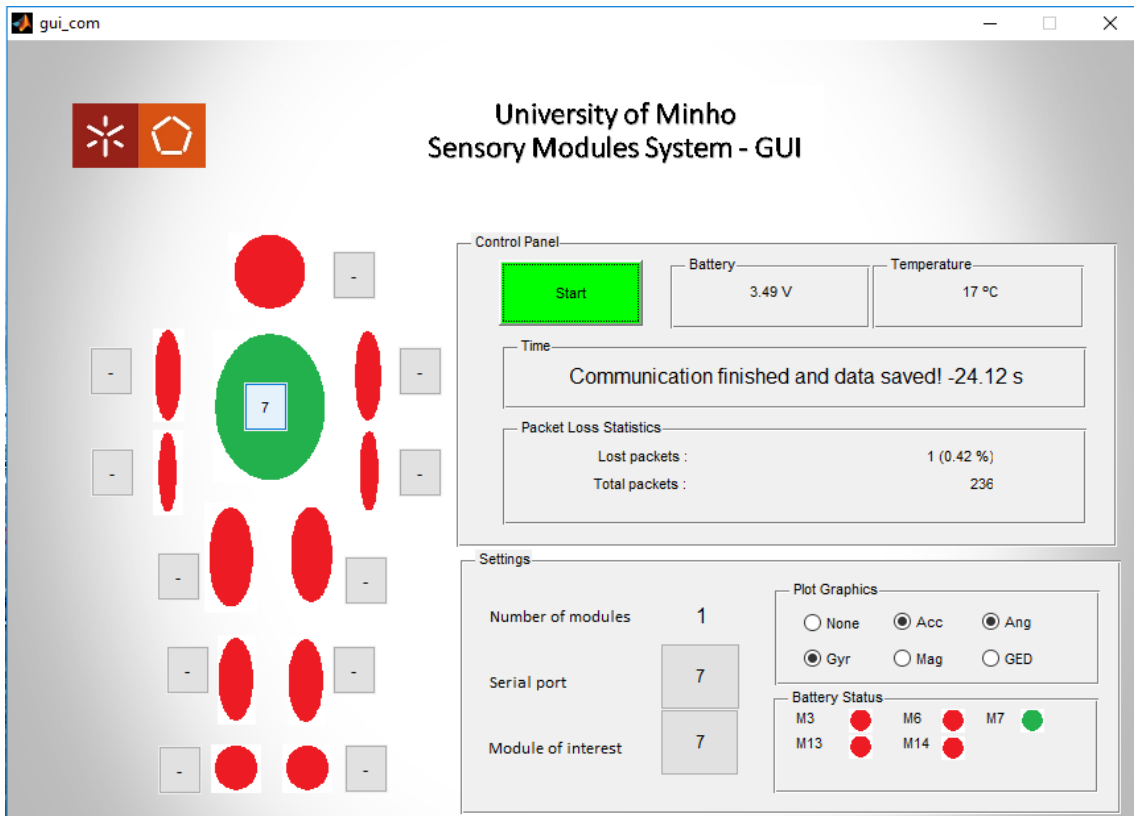 gui_com
University of Minho
Sensory Modules System - GUI
-
-
-
7
-
-
-
-
-
-
-
-
Control Panel
Start
Battery
3.49 V
Temperature
17 ºC
Time
Communication finished and data saved! -24.12 s
Packet Loss Statistics
Lost packets : 1 (0.42 %)
Total packets : 236
Settings
Number of modules 1
Serial port 7
Module of interest 7
Plot Graphics
None Acc Ang
Gyr Mag GED
Battery Status
M3 M6 M7
M13 M14